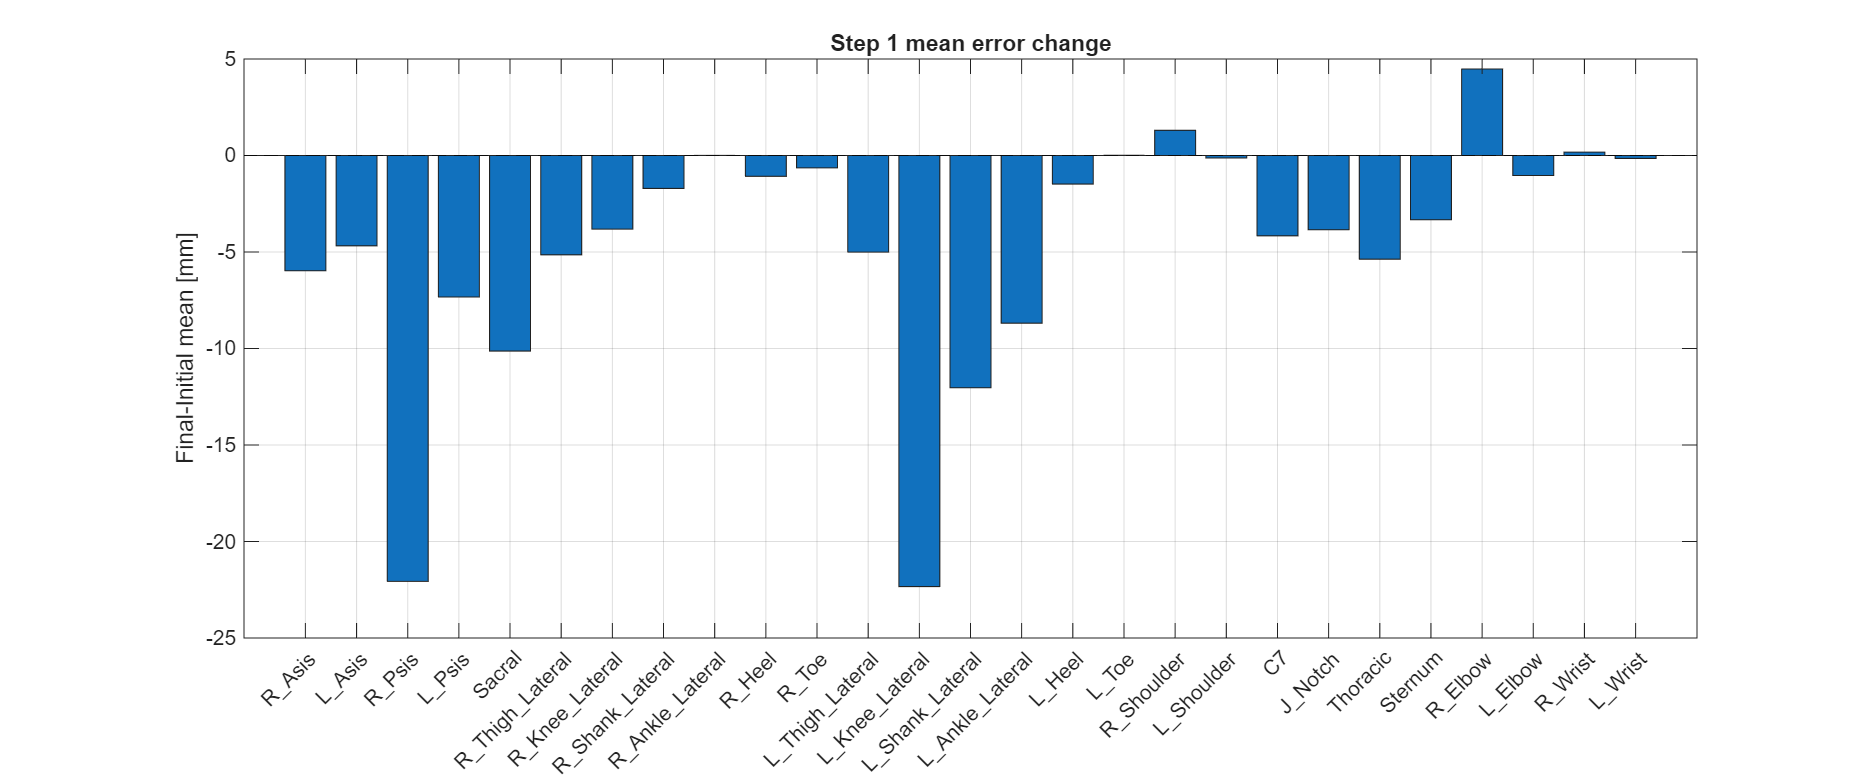 Step 1 mean error change
Final-Initial mean [mm]
5
0
-5
-10
-15
-20
-25
R_Asis
L_Asis
R_Psis
L_Psis
Sacral
R_Thigh_Lateral
R_Knee_Lateral
R_Shank_Lateral
R_Ankle_Lateral
R_Heel
R_Toe
L_Thigh_Lateral
L_Knee_Lateral
L_Shank_Lateral
L_Ankle_Lateral
L_Heel
L_Toe
R_Shoulder
L_Shoulder
C7
J_Notch
Thoracic
Sternum
R_Elbow
L_Elbow
R_Wrist
L_Wrist